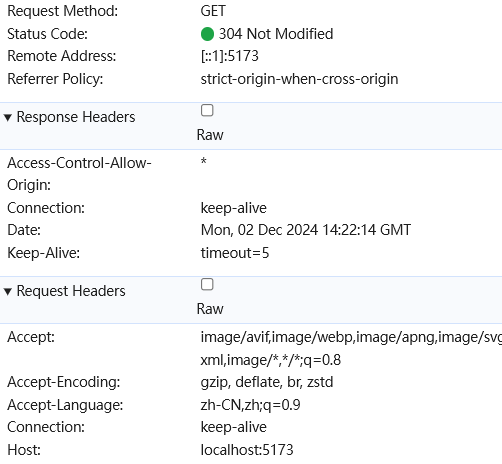 Request Method: GET
Status Code: 304 Not Modified
Remote Address: [::1]:5173
Referrer Policy: strict-origin-when-cross-origin
▼ Response Headers
Raw
Access-Control-Allow- *
Origin:
Connection: keep-alive
Date: Mon, 02 Dec 2024 14:22:14 GMT
Keep-Alive: timeout=5
▼ Request Headers
Raw
Accept: image/avif,image/webp,image/apng,image/svg
xml,image/*,*/*;q=0.8
Accept-Encoding: gzip, deflate, br, zstd
Accept-Language: zh-CN,zh;q=0.9
Connection: keep-alive
Host: localhost:5173